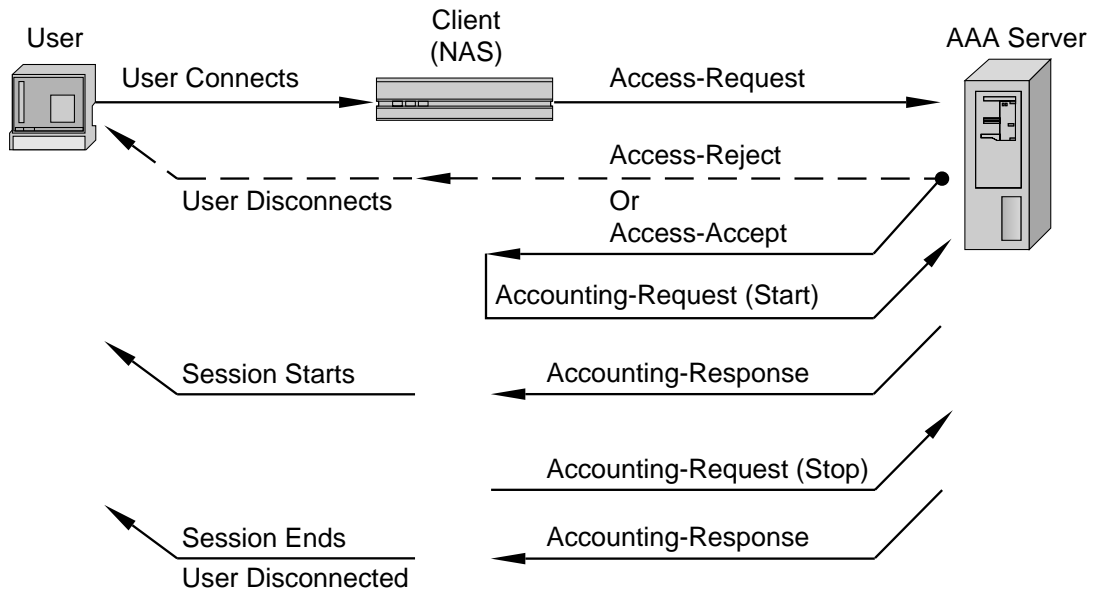 User
Client
(NAS)
AAA Server
User Connects
Access-Request
Access-Reject
User Disconnects
Or
Access-Accept
Accounting-Request (Start)
Session Starts
Accounting-Response
Accounting-Request (Stop)
Session Ends
Accounting-Response
User Disconnected